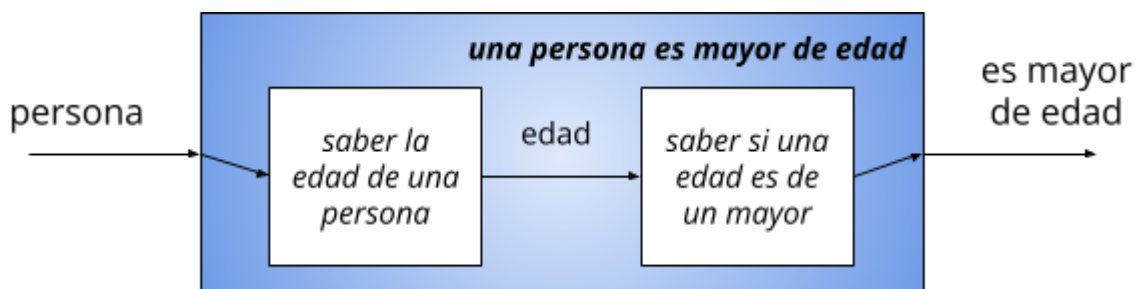 una persona es mayor de edad
persona
saber la
edad de una
persona
edad
saber si una
edad es de
un mayor
es mayor
de edad